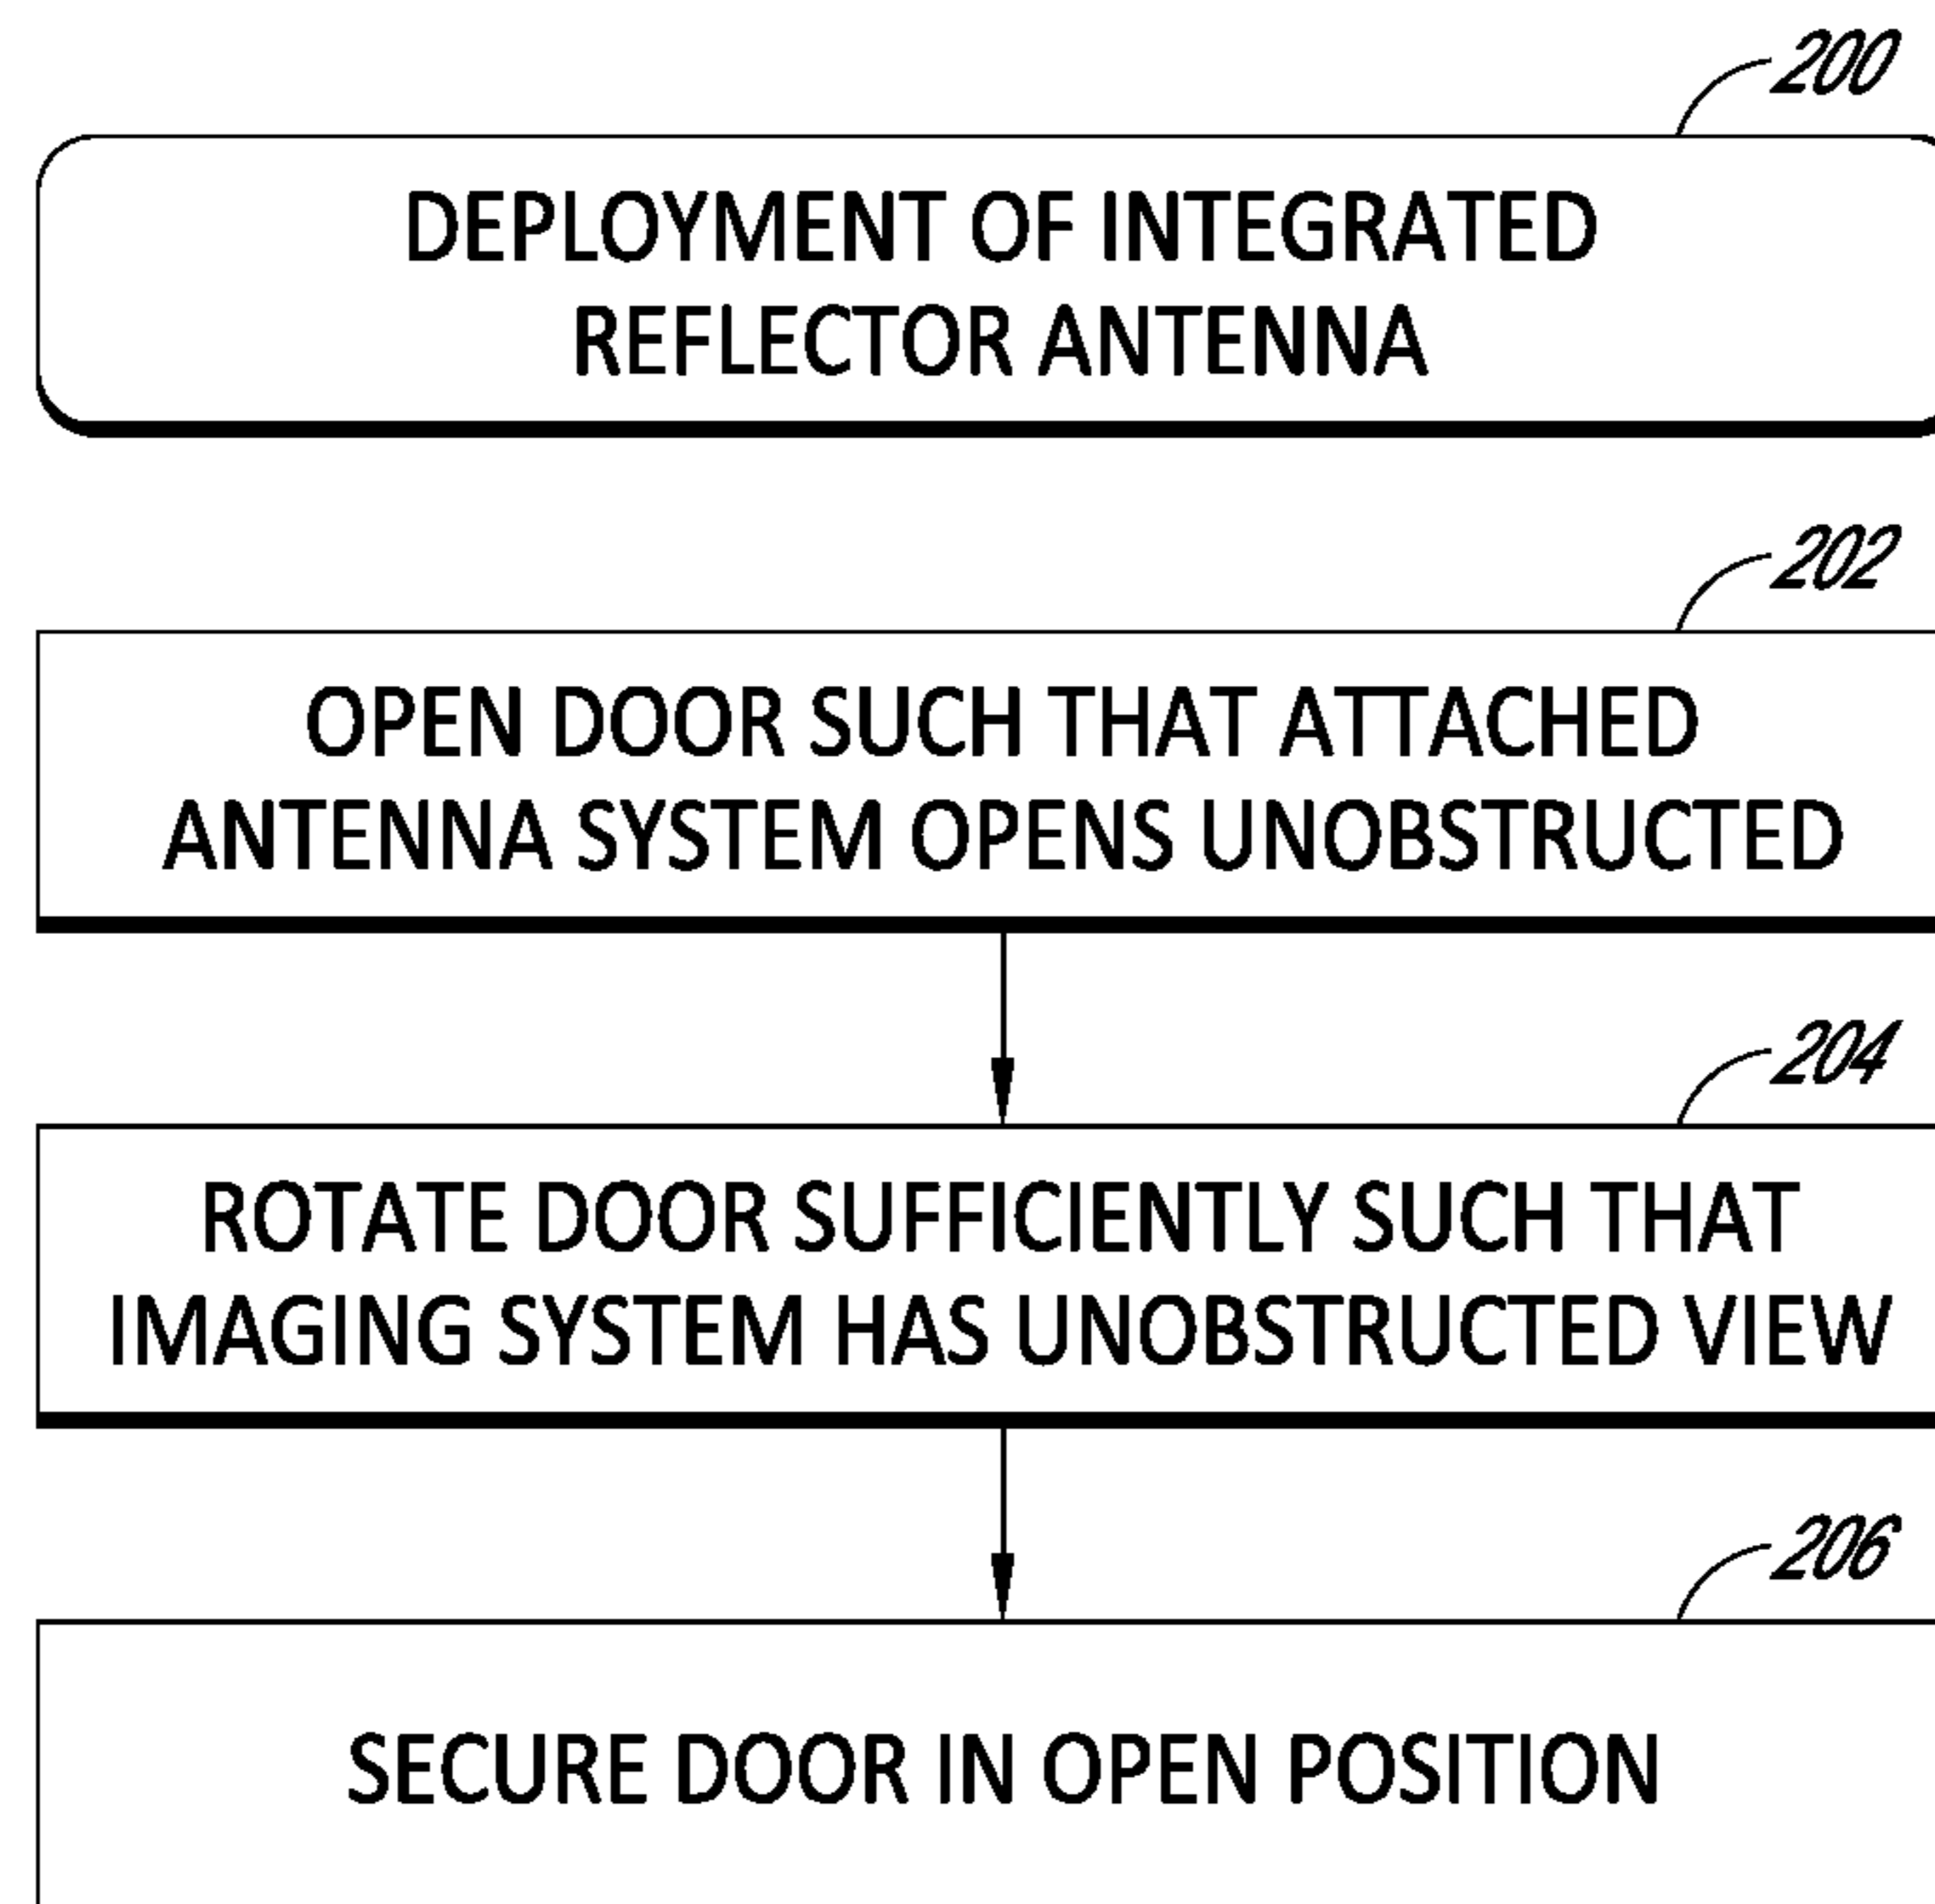 200
DEPLOYMENT OF INTEGRATED
REFLECTOR ANTENNA
202
OPEN DOOR SUCH THAT ATTACHED
ANTENNA SYSTEM OPENS UNOBSTRUCTED
204
ROTATE DOOR SUFFICIENTLY SUCH THAT
IMAGING SYSTEM HAS UNOBSTRUCTED VIEW
206
SECURE DOOR IN OPEN POSITION